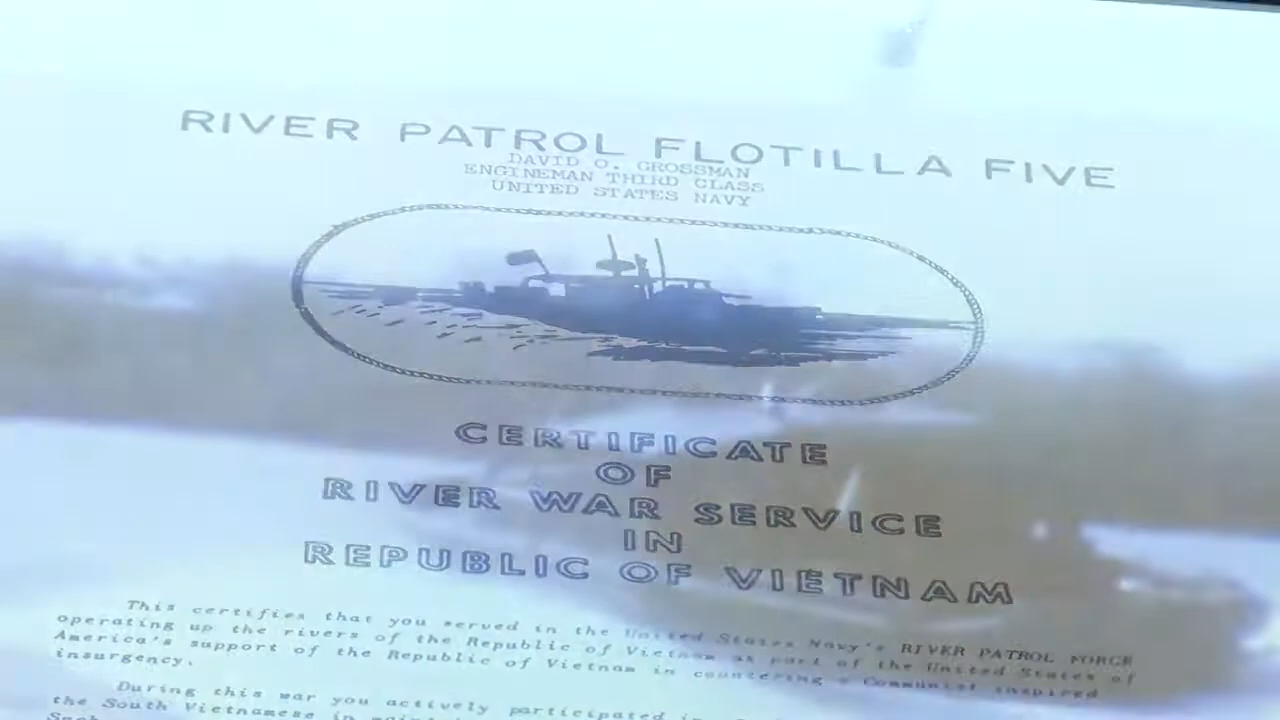 RIVER PATROL FLOTILLA FIVE
DAVID O. GROSSMAN
ENGINEMAN THIRD CLASS
UNITED STATES NAVY
CERTIFICATE
OF
RIVER WAR SERVICE
IN
REPUBLIC OF VIETNAM
This certifies that you served in the United States Navy's RIVER PATROL FORCE
operating up the rivers of the Republic of Vietnam as part of the United States of
America's support of the Republic of Vietnam in countering a Communist inspired
insurgency.
During this war you actively participated
the South Vietnamese in